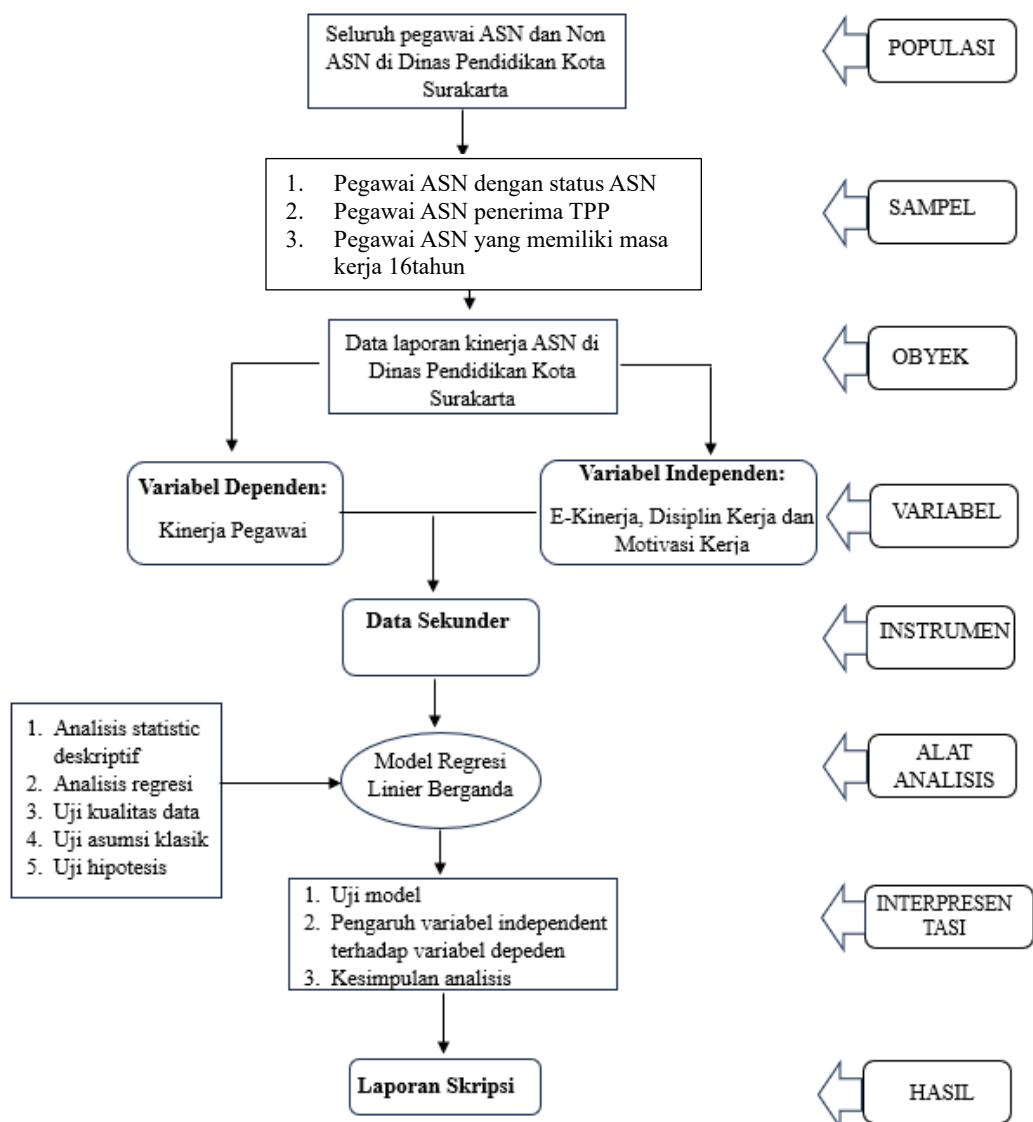 Seluruh pegawai ASN dan Non
ASN di Dinas Pendidikan Kota
Surakarta
POPULASI
1. Pegawai ASN dengan status ASN
2. Pegawai ASN penerima TPP
3. Pegawai ASN yang memiliki masa
kerja 16tahun
SAMPEL
Data laporan kinerja ASN di
Dinas Pendidikan Kota
Surakarta
OBYEK
Variabel Dependen:
Kinerja Pegawai
Variabel Independen:
E-Kinerja, Disiplin Kerja dan
Motivasi Kerja
VARIABEL
Data Sekunder
INSTRUMEN
1. Analisis statistic
deskriptif
2. Analisis regresi
3. Uji kualitas data
4. Uji asumsi klasik
5. Uji hipotesis
Model Regresi
Linier Berganda
ALAT
ANALISIS
1. Uji model
2. Pengaruh variabel independent
terhadap variabel depeden
3. Kesimpulan analisis
INTERPRESEN
TASI
Laporan Skripsi
HASIL